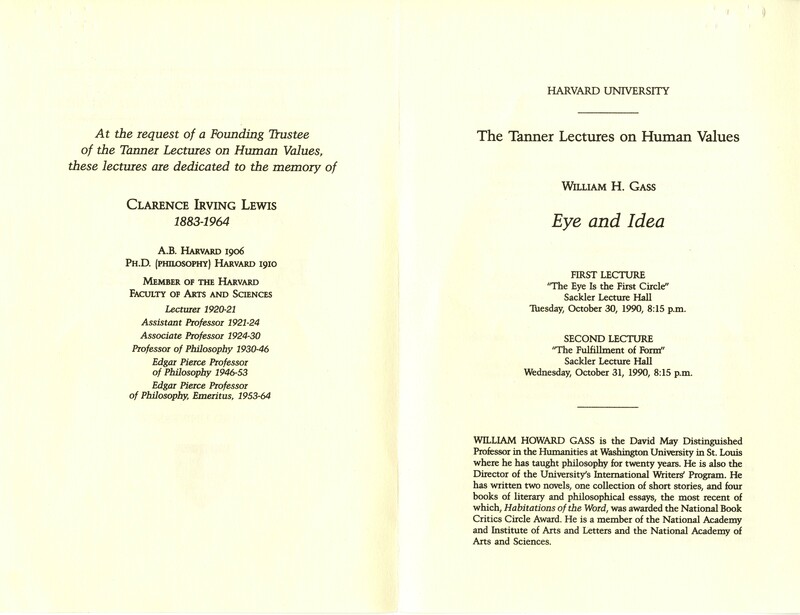 At the request of a Founding Trustee
of the Tanner Lectures on Human Values,
these lectures are dedicated to the memory of
CLARENCE IRVING LEWIS
1883-1964
A.B. HARVARD 1906
PH.D. (PHILOSOPHY) HARVARD 1910
MEMBER OF THE HARVARD
FACULTY OF ARTS AND SCIENCES
Lecturer 1920-21
Assistant Professor 1921-24
Associate Professor 1924-30
Professor of Philosophy 1930-46
Edgar Pierce Professor
of Philosophy 1946-53
Edgar Pierce Professor
of Philosophy, Emeritus, 1953-64
HARVARD UNIVERSITY
The Tanner Lectures on Human Values
WILLIAM H. GASS
Eye and Idea
FIRST LECTURE
"The Eye Is the First Circle"
Sackler Lecture Hall
Tuesday, October 30, 1990, 8:15 p.m.
SECOND LECTURE
"The Fulfillment of Form"
Sackler Lecture Hall
Wednesday, October 31, 1990, 8:15 p.m.
WILLIAM HOWARD GASS is the David May Distinguished
Professor in the Humanities at Washington University in St. Louis
where he has taught philosophy for twenty years. He is also the
Director of the University's International Writers' Program. He
has written two novels, one collection of short stories, and four
books of literary and philosophical essays, the most recent of
which, Habitations of the Word, was awarded the National Book
Critics Circle Award. He is a member of the National Academy
and Institute of Arts and Letters and the National Academy of
Arts and Sciences.